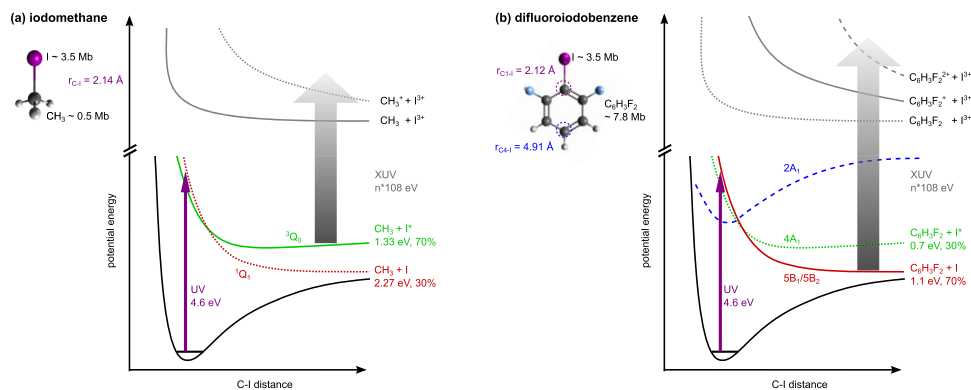 (a) iodomethane
I ~ 3.5 Mb
r_C-I = 2.14 Å
CH₃ ~ 0.5 Mb
potential energy
CH₃⁺ + I³⁺
CH₃ + I³⁺
XUV
n*108 eV
³Q₀
CH₃ + I*
1.33 eV, 70%
¹Q₁
CH₃ + I
2.27 eV, 30%
UV
4.6 eV
C-I distance
(b) difluoroiodobenzene
I ~ 3.5 Mb
r_C1-I = 2.12 Å
C₆H₃F₂
~ 7.8 Mb
r_C4-I = 4.91 Å
potential energy
C₆H₃F₂²⁺ + I³⁺
C₆H₃F₂⁺ + I³⁺
C₆H₃F₂ + I³⁺
2A₁
XUV
n*108 eV
4A₁
C₆H₃F₂ + I*
0.7 eV, 30%
5B₁/5B₂
C₆H₃F₂ + I
1.1 eV, 70%
UV
4.6 eV
C-I distance